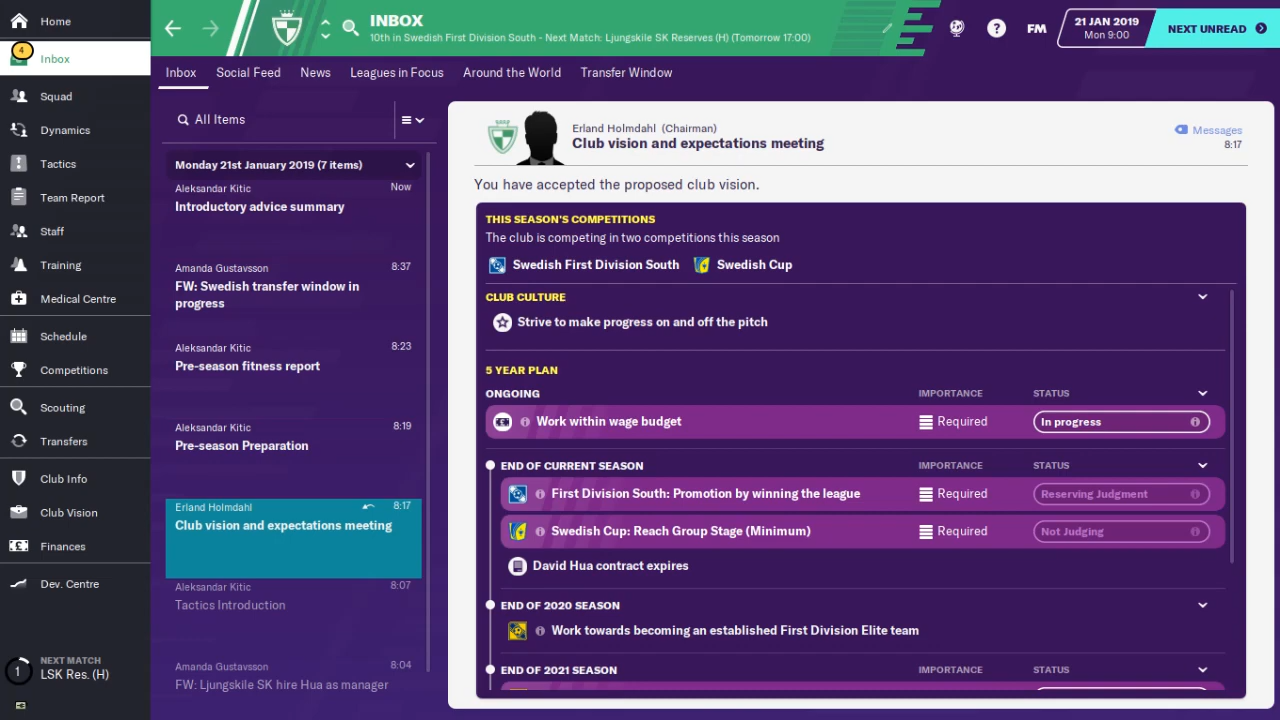 Home
4
Inbox
Squad
Dynamics
Tactics
Team Report
Staff
Training
Medical Centre
Schedule
Competitions
Scouting
Transfers
Club Info
Club Vision
Finances
Dev. Centre
1
NEXT MATCH
LSK Res. (H)
INBOX
10th in Swedish First Division South - Next Match: Ljungskile SK Reserves (H) (Tomorrow 17:00)
?
FM
21 JAN 2019
Mon 9:00
NEXT UNREAD
Inbox Social Feed News Leagues in Focus Around the World Transfer Window
All Items
Monday 21st January 2019 (7 items)
Aleksandar Kitic Now
Introductory advice summary
Amanda Gustavsson 8:37
FW: Swedish transfer window in
progress
Aleksandar Kitic 8:23
Pre-season fitness report
Aleksandar Kitic 8:19
Pre-season Preparation
Erland Holmdahl 8:17
Club vision and expectations meeting
Aleksandar Kitic 8:07
Tactics Introduction
Amanda Gustavsson 8:04
FW: Ljungskile SK hire Hua as manager
Erland Holmdahl (Chairman)
Club vision and expectations meeting
Messages
8:17
You have accepted the proposed club vision.
THIS SEASON'S COMPETITIONS
The club is competing in two competitions this season
Swedish First Division South Swedish Cup
CLUB CULTURE
Strive to make progress on and off the pitch
5 YEAR PLAN
ONGOING IMPORTANCE STATUS
Work within wage budget Required In progress
END OF CURRENT SEASON IMPORTANCE STATUS
First Division South: Promotion by winning the league Required Reserving Judgment
Swedish Cup: Reach Group Stage (Minimum) Required Not Judging
David Hua contract expires
END OF 2020 SEASON
Work towards becoming an established First Division Elite team
END OF 2021 SEASON IMPORTANCE STATUS